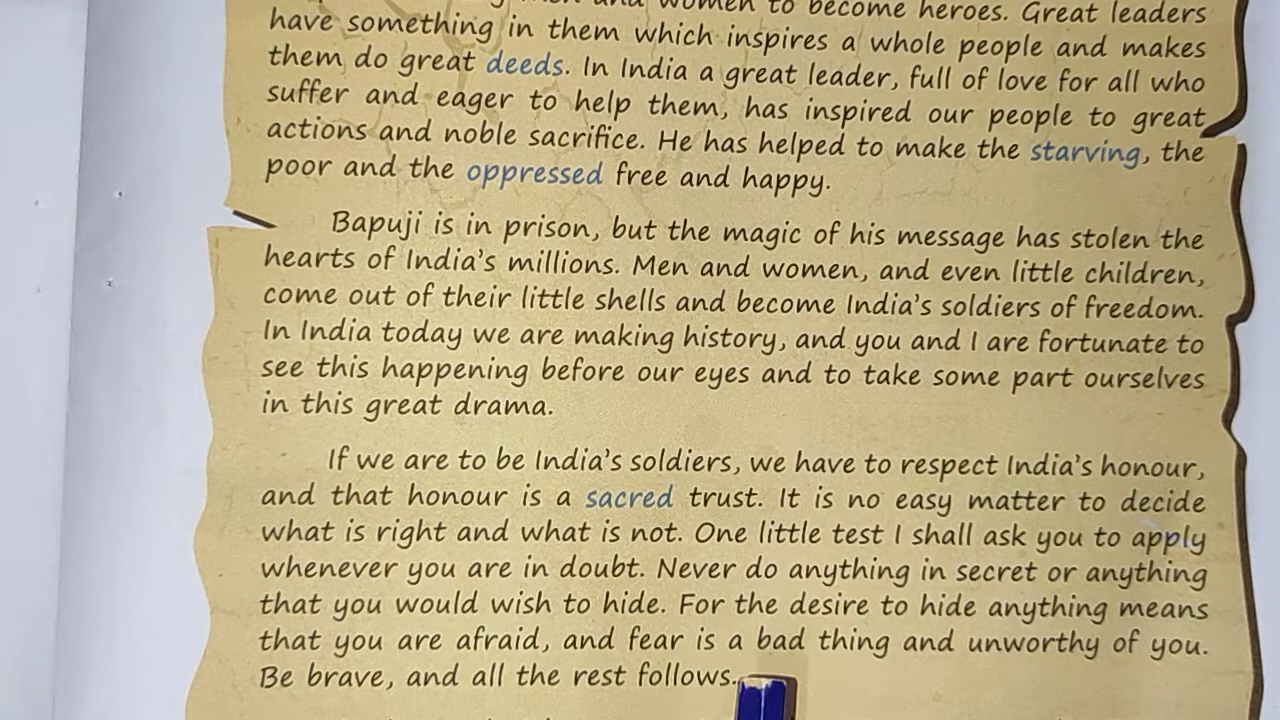 women to become heroes. Great leaders
have something in them which inspires a whole people and makes
them do great deeds. In India a great leader, full of love for all who
suffer and eager to help them, has inspired our people to great
actions and noble sacrifice. He has helped to make the starving, the
poor and the oppressed free and happy.
Bapuji is in prison, but the magic of his message has stolen the
hearts of India's millions. Men and women, and even little children,
come out of their little shells and become India's soldiers of freedom.
In India today we are making history, and you and I are fortunate to
see this happening before our eyes and to take some part ourselves
in this great drama.
If we are to be India's soldiers, we have to respect India's honour,
and that honour is a sacred trust. It is no easy matter to decide
what is right and what is not. One little test I shall ask you to apply
whenever you are in doubt. Never do anything in secret or anything
that you would wish to hide. For the desire to hide anything means
that you are afraid, and fear is a bad thing and unworthy of you.
Be brave, and all the rest follows.